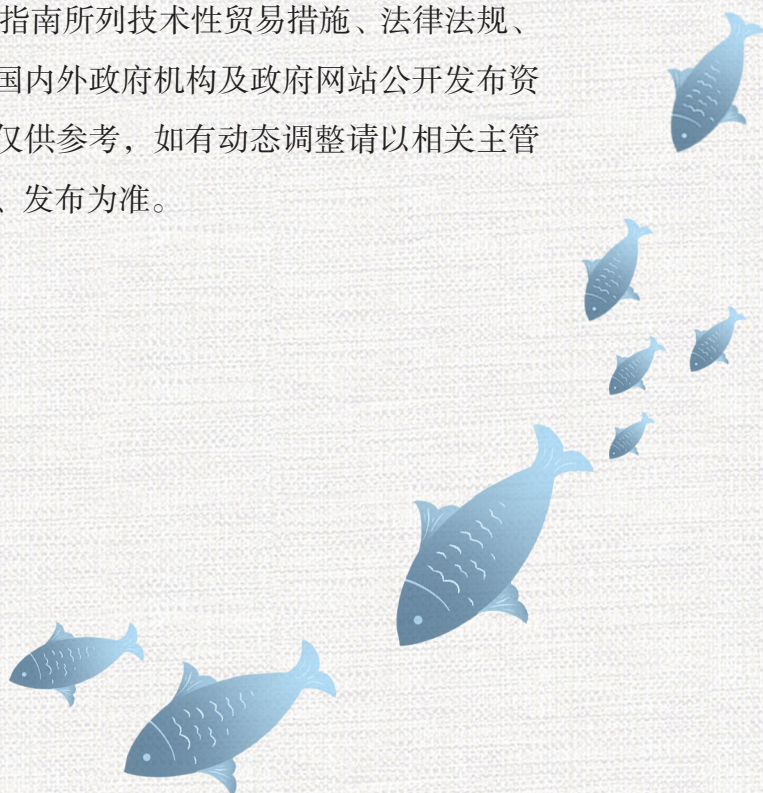 指南所列技术性贸易措施、法律法规、
国内外政府机构及政府网站公开发布资
仅供参考，如有动态调整请以相关主管
、发布为准。